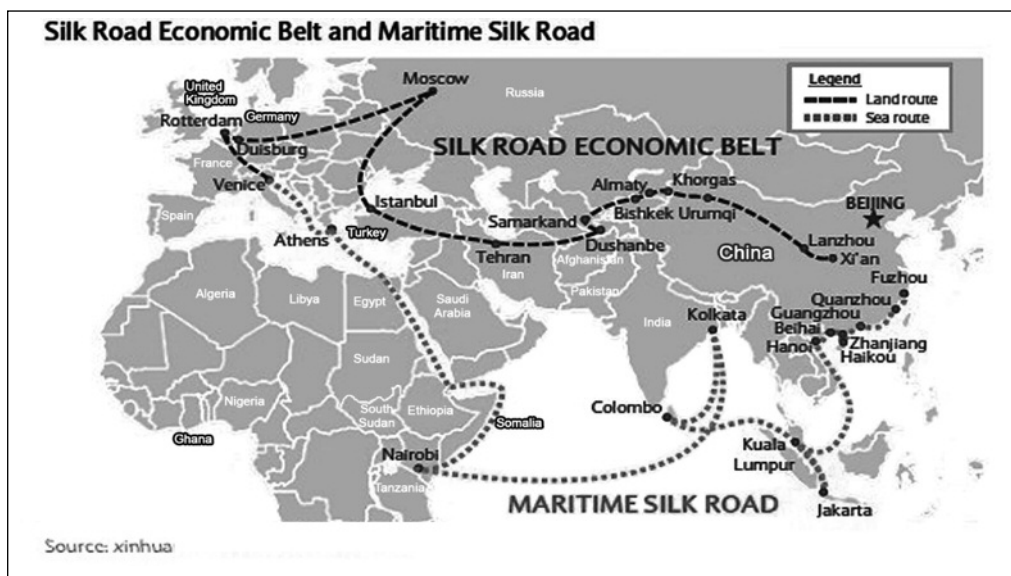 Silk Road Economic Belt and Maritime Silk Road
Moscow
Russia
Legend
Land route
Sea route
United
Kingdom
Rotterdam
Germany
Duisburg
SILK ROAD ECONOMIC BELT
France
Venice
Almaty
Khorgas
Istanbul
Samarkand
Bishkek
Urumqi
BEIJING
Spain
Athens
Turkey
Tehran
Dushanbe
Lanzhou
China
Xi'an
Iran
Afghanistan
Pakistan
Fuzhou
Algeria
Libya
Egypt
Saudi
Arabia
India
Kolkata
Quanzhou
Guangzhou
Beihai
Hanoi
Zhanjiang
Haikou
Sudan
Nigeria
South
Sudan
Ethiopia
Colombo
Ghana
Somalia
Nairobi
Kuala
Lumpur
Tanzania
MARITIME SILK ROAD
Jakarta
Source: xinhua